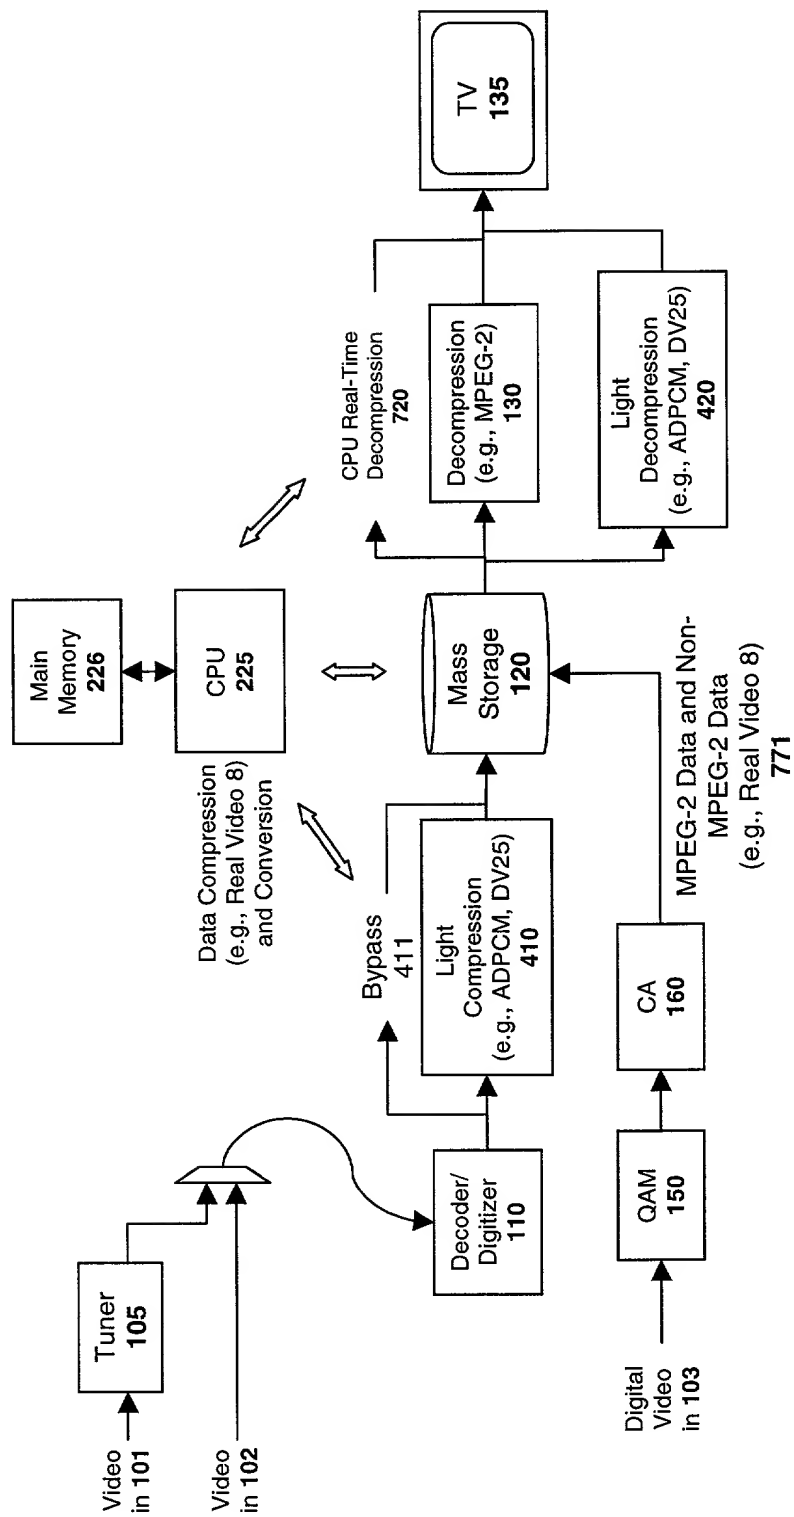 Video
in 101
Video
in 102
Tuner
105
Decoder/
Digitizer
110
Bypass
411
Light
Compression
(e.g., ADPCM, DV25)
410
Data Compression
(e.g., Real Video 8)
and Conversion
Main
Memory
226
CPU
225
Mass
Storage
120
CPU Real-Time
Decompression
720
Decompression
(e.g., MPEG-2)
130
Light
Decompression
(e.g., ADPCM, DV25)
420
TV
135
Digital
Video
in 103
QAM
150
CA
160
MPEG-2 Data and Non-
MPEG-2 Data
(e.g., Real Video 8)
771